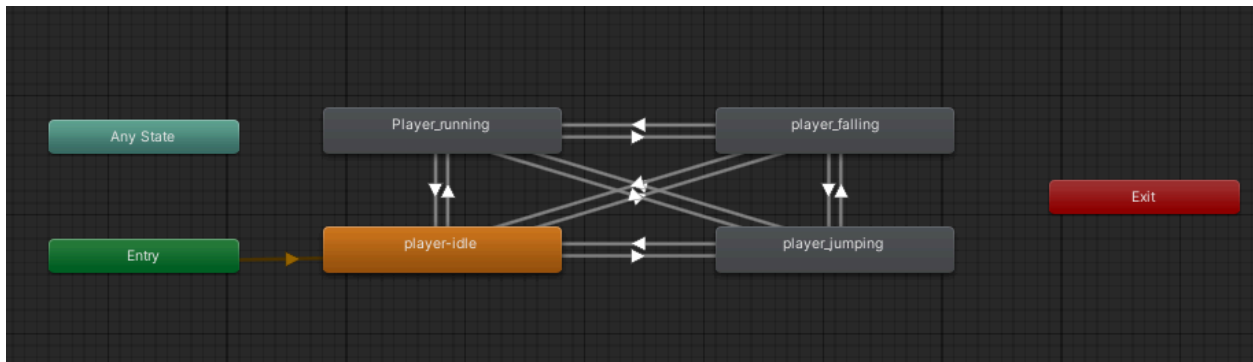 Player_running
player_falling
Any State
Exit
player-idle
player_jumping
Entry